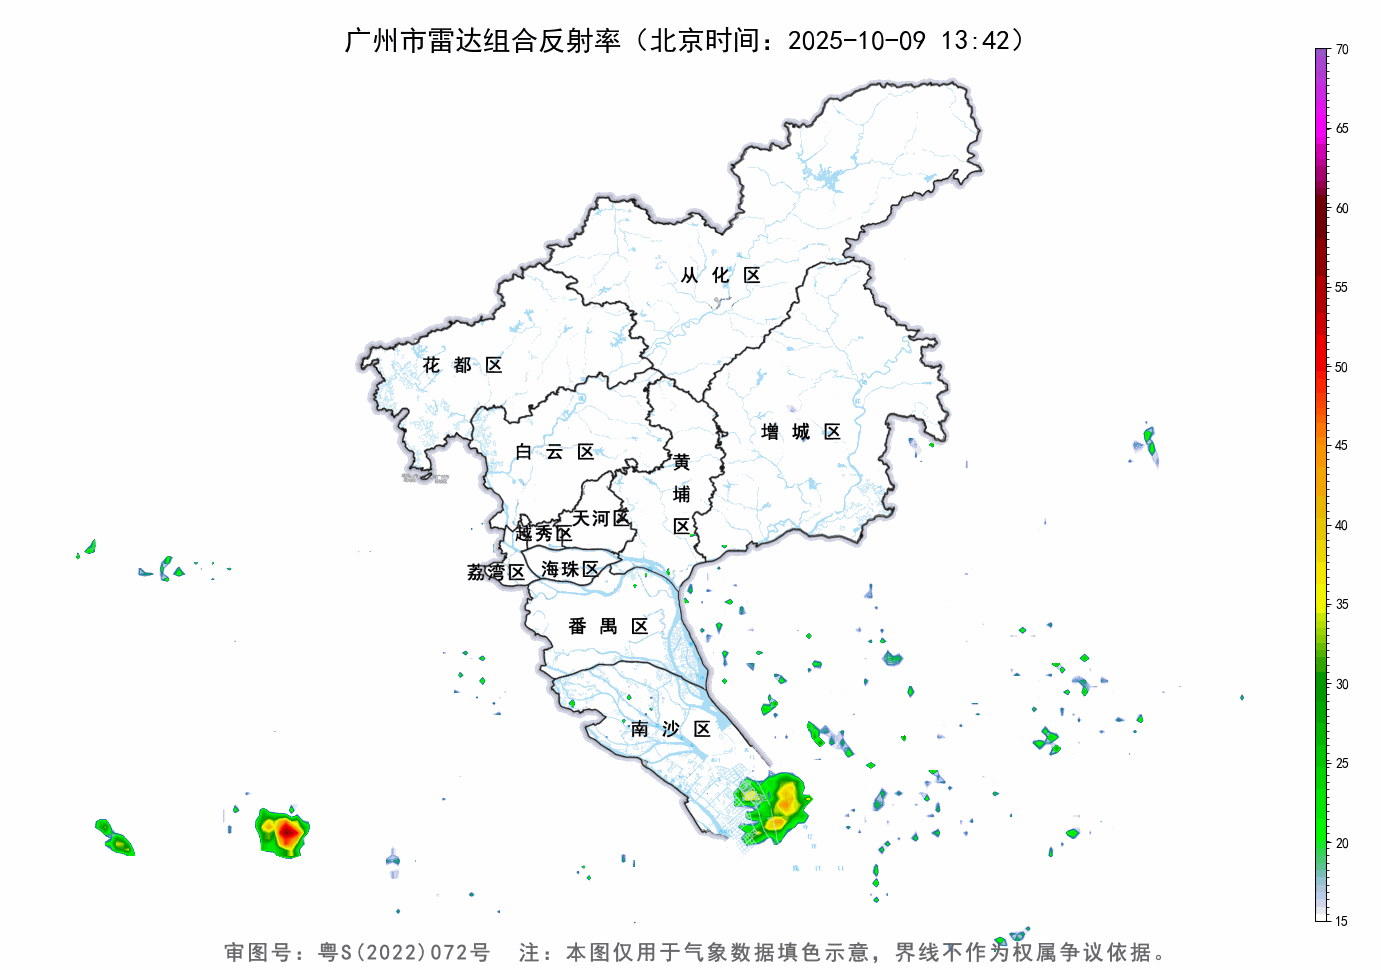 广州市雷达组合反射率（北京时间：2025-10-09 13:42）
70
65
60
55
50
45
40
35
30
25
20
15
从化区
花都区
增城区
白云区
黄埔区
天河区
越秀区
荔湾区
海珠区
番禺区
南沙区
审图号：粤S(2022)072号 注：本图仅用于气象数据填色示意，界线不作为权属争议依据。